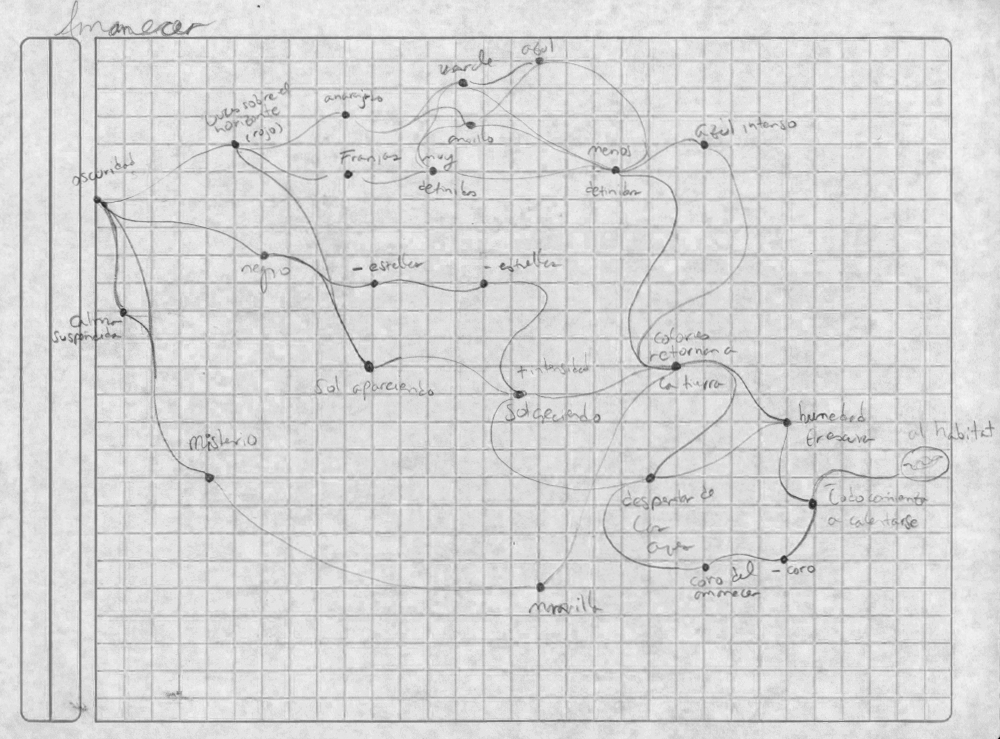 Amanecer
azul
verde
luces sobre el
horizonte
(rojo)
anaranjado
amarillo
azul intenso
Franjas
muy
definidas
menos
definidas
oscuridad
negro
- estrellas
- estrellas
calma
suspendida
colores
retornan a
la tierra
Sol apareciendo
+ intensidad
Sol creciendo
humedad
frescura
al habitat
Misterio
despertar de
las
aves
Todo comienza
a calentarse
coro del
amanecer
- coro
maravilla